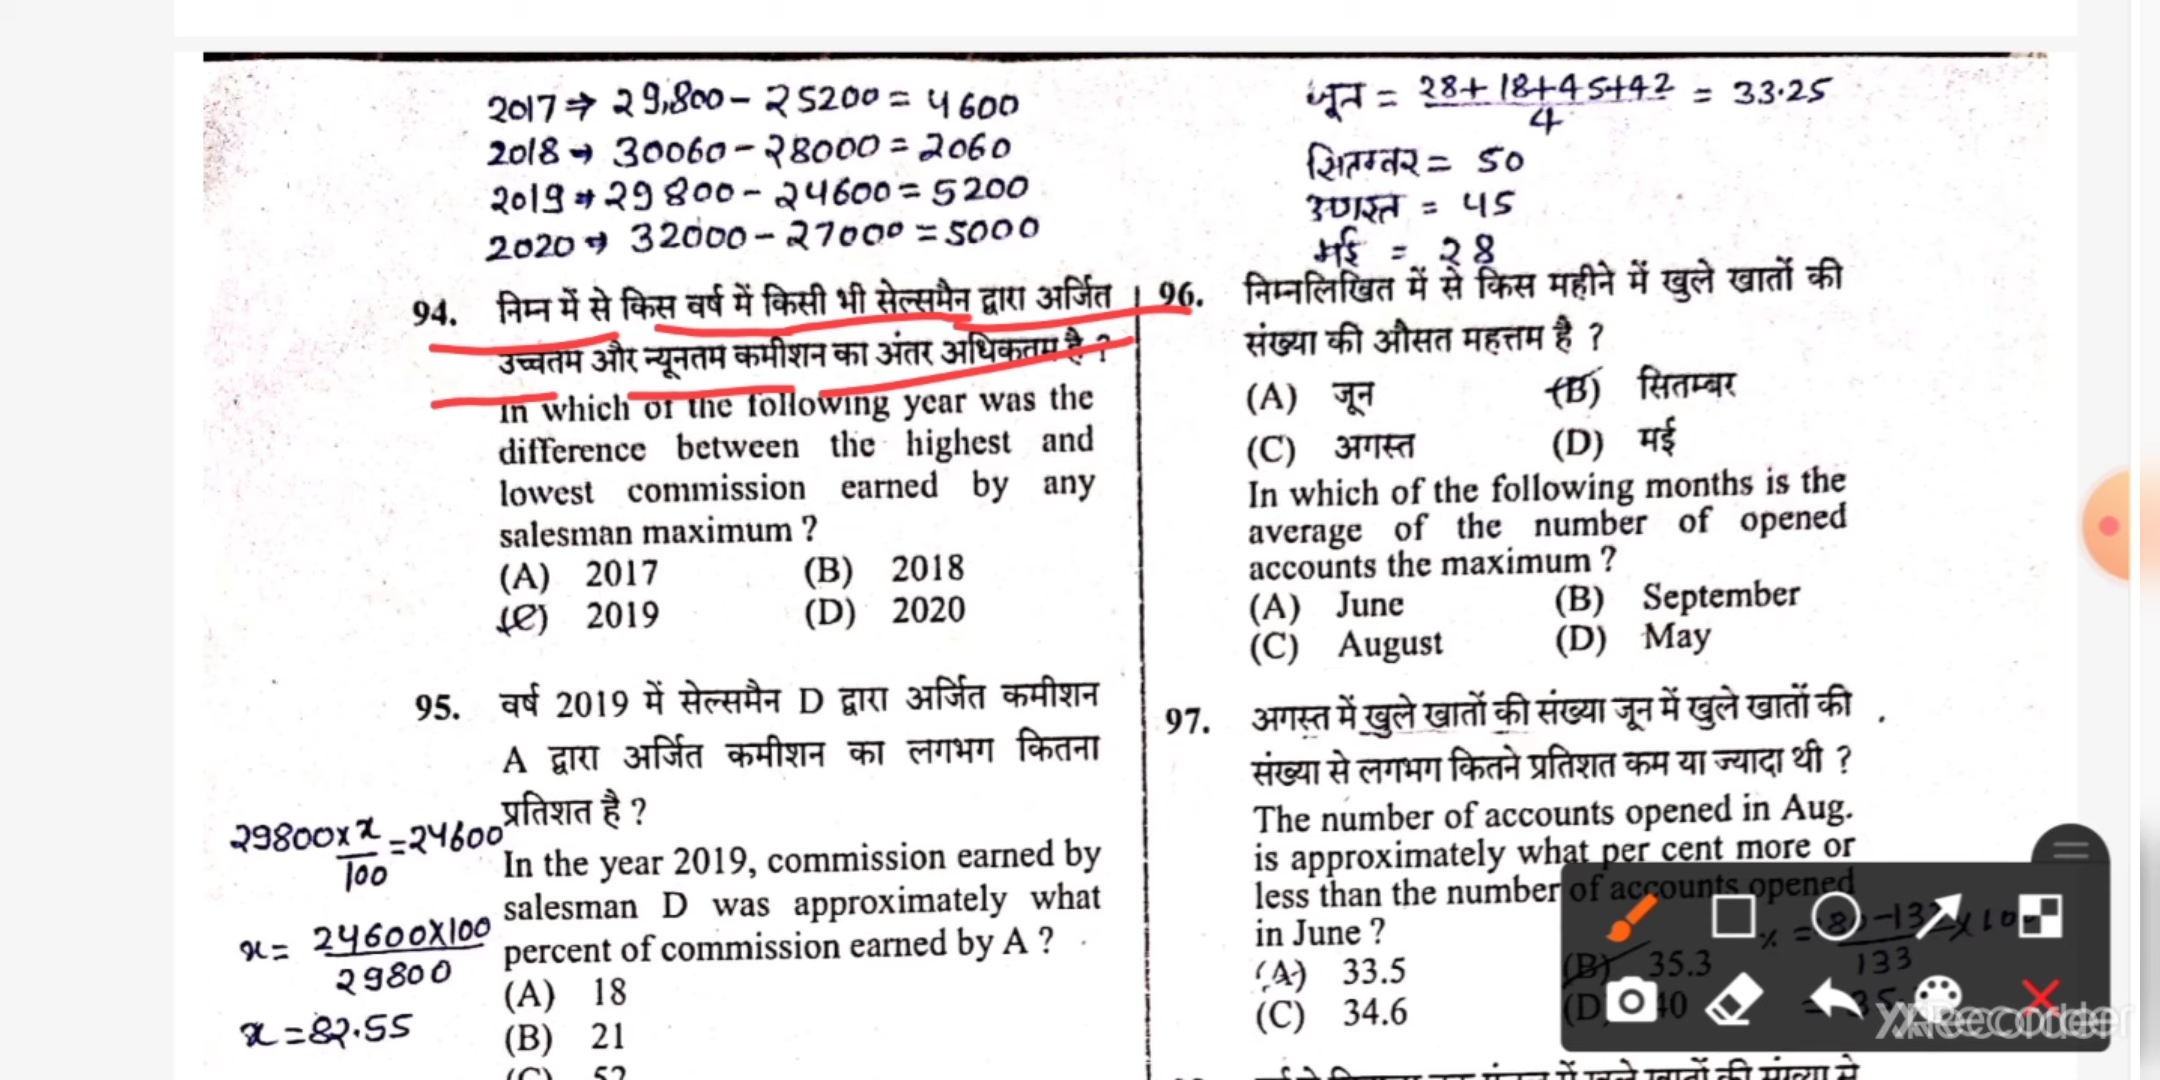 2017 ⇒ 29,800 - 25200 = 4600
2018 → 30060 - 28000 = 2060
2019 → 29800 - 24600 = 5200
2020 → 32000 - 27000 = 5000
94. निम्न में से किस वर्ष में किसी भी सेल्समैन द्वारा अर्जित
उच्चतम और न्यूनतम कमीशन का अंतर अधिकतम है ?
In which of the following year was the
difference between the highest and
lowest commission earned by any
salesman maximum ?
(A) 2017 (B) 2018
(C) 2019 (D) 2020
95. वर्ष 2019 में सेल्समैन D द्वारा अर्जित कमीशन
A द्वारा अर्जित कमीशन का लगभग कितना
प्रतिशत है ?
In the year 2019, commission earned by
salesman D was approximately what
percent of commission earned by A ?
(A) 18
(B) 21
(C) 52
29800 × x/100 = 24600
x = 24600×100/29800
x = 82.55
जून = 28+18+45+42/4 = 33.25
सितम्बर = 50
अगस्त = 45
मई = 28
96. निम्नलिखित में से किस महीने में खुले खातों की
संख्या की औसत महत्तम है ?
(A) जून (B) सितम्बर
(C) अगस्त (D) मई
In which of the following months is the
average of the number of opened
accounts the maximum ?
(A) June (B) September
(C) August (D) May
97. अगस्त में खुले खातों की संख्या जून में खुले खातों की
संख्या से लगभग कितने प्रतिशत कम या ज्यादा थी ?
The number of accounts opened in Aug.
is approximately what per cent more or
less than the number of accounts opened
in June ?
(A) 33.5 (B) 35.3
(C) 34.6 (D) 40
133
Recorder